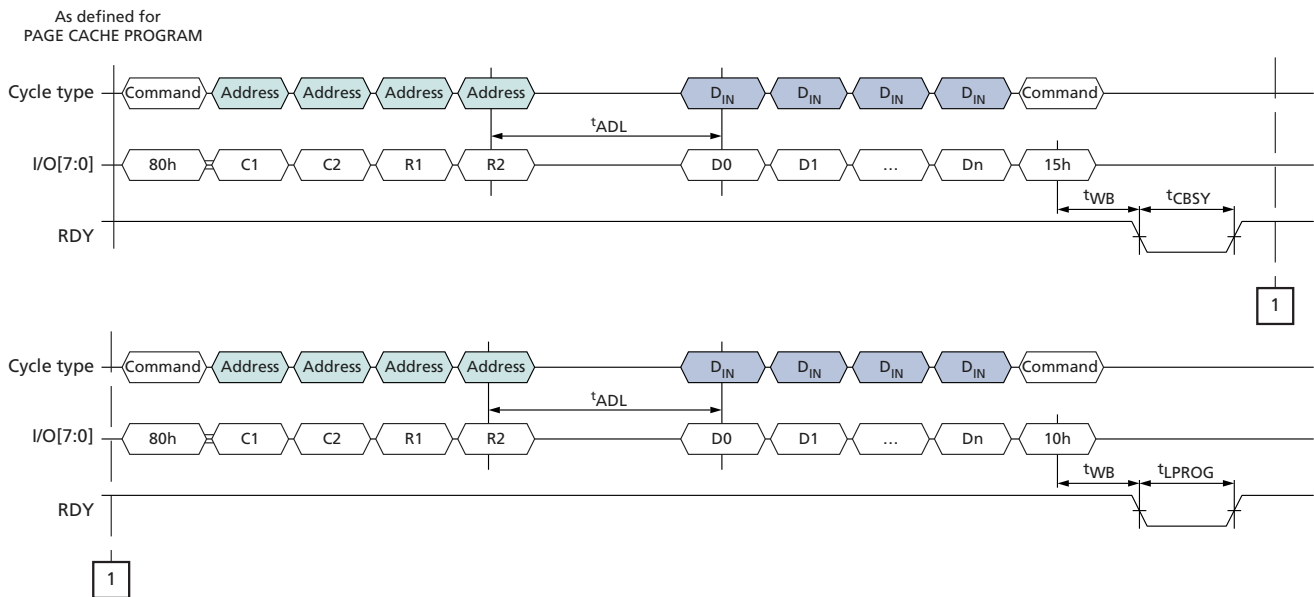 As defined for
PAGE CACHE PROGRAM
Cycle type Command Address Address Address Address DIN DIN DIN DIN Command
tADL
I/O[7:0] 80h C1 C2 R1 R2 D0 D1 … Dn 15h
tWB tCBSY
RDY
1
Cycle type Command Address Address Address Address DIN DIN DIN DIN Command
tADL
I/O[7:0] 80h C1 C2 R1 R2 D0 D1 … Dn 10h
tWB tLPROG
RDY
1